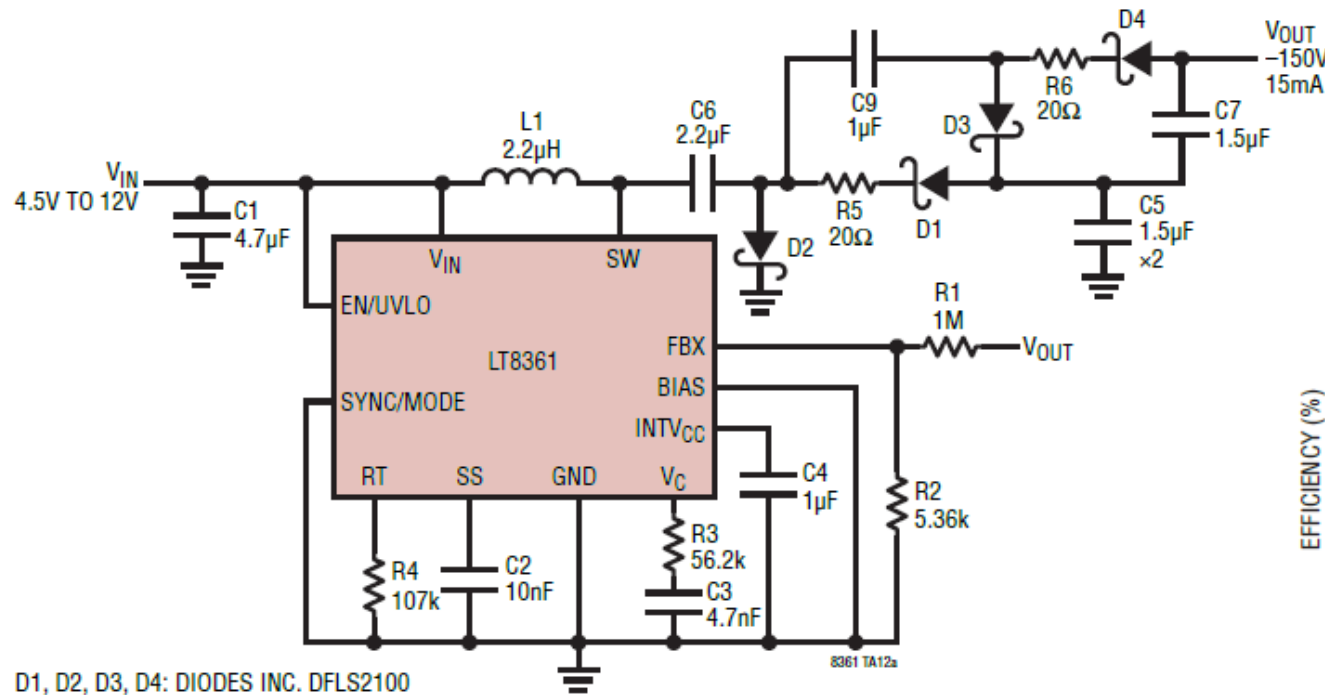 D4
VOUT
–150V
15mA
R6
20Ω
C9
1µF
D3
C7
1.5µF
L1
2.2µH
C6
2.2µF
VIN
4.5V TO 12V
C1
4.7µF
R5
20Ω
D1
D2
C5
1.5µF
×2
VIN
SW
EN/UVLO
R1
1M
FBX
VOUT
LT8361
BIAS
SYNC/MODE
INTVCC
RT
SS
GND
VC
C4
1µF
R2
5.36k
R3
56.2k
R4
107k
C2
10nF
C3
4.7nF
8361 TA12a
D1, D2, D3, D4: DIODES INC. DFLS2100
EFFICIENCY (%)